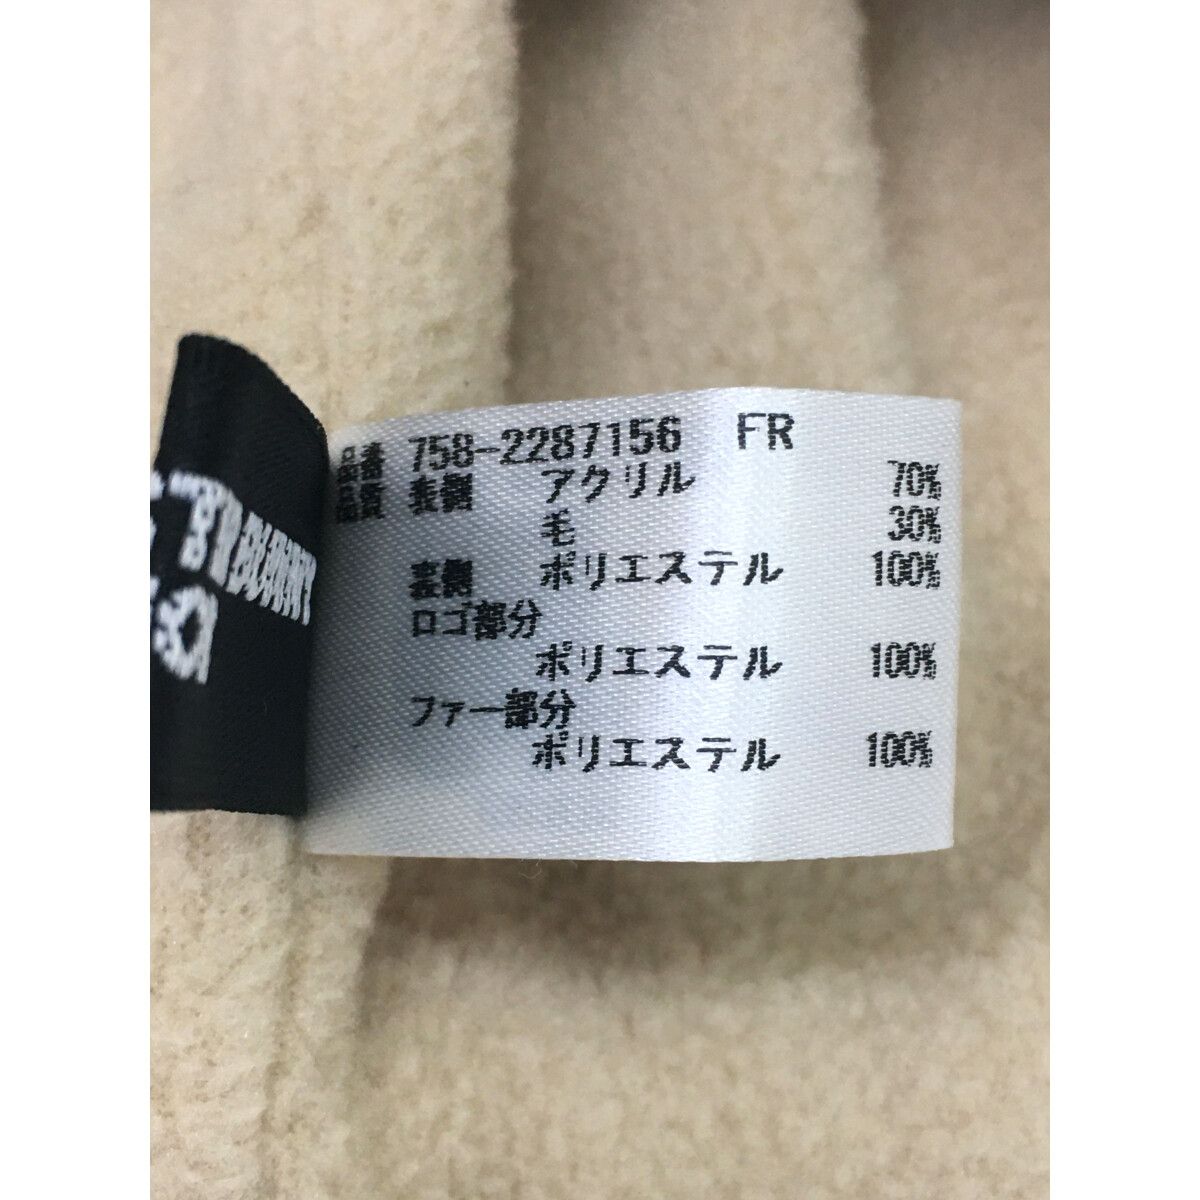 品番 758-2287156 FR
品質 表側 アクリル 70%
毛 30%
裏側 ポリエステル 100%
ロゴ部分
ポリエステル 100%
ファー部分
ポリエステル 100%